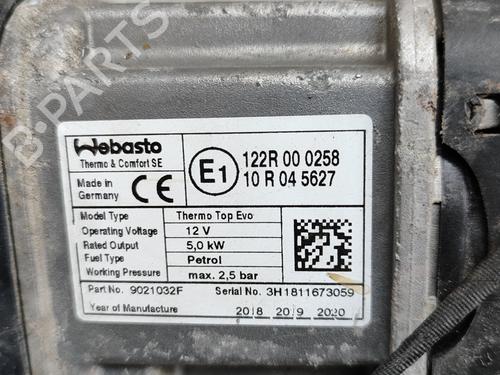 Webasto
Thermo & Comfort SE
Made in
Germany
CE
E1
122R 00 0258
10 R 04 5627
Model Type Thermo Top Evo
Operating Voltage 12 V
Rated Output 5,0 kW
Fuel Type Petrol
Working Pressure max. 2,5 bar
Part No. 9021032F Serial No. 3H1811673059
Year of Manufacture 2018 2019 2020
B-PARTS